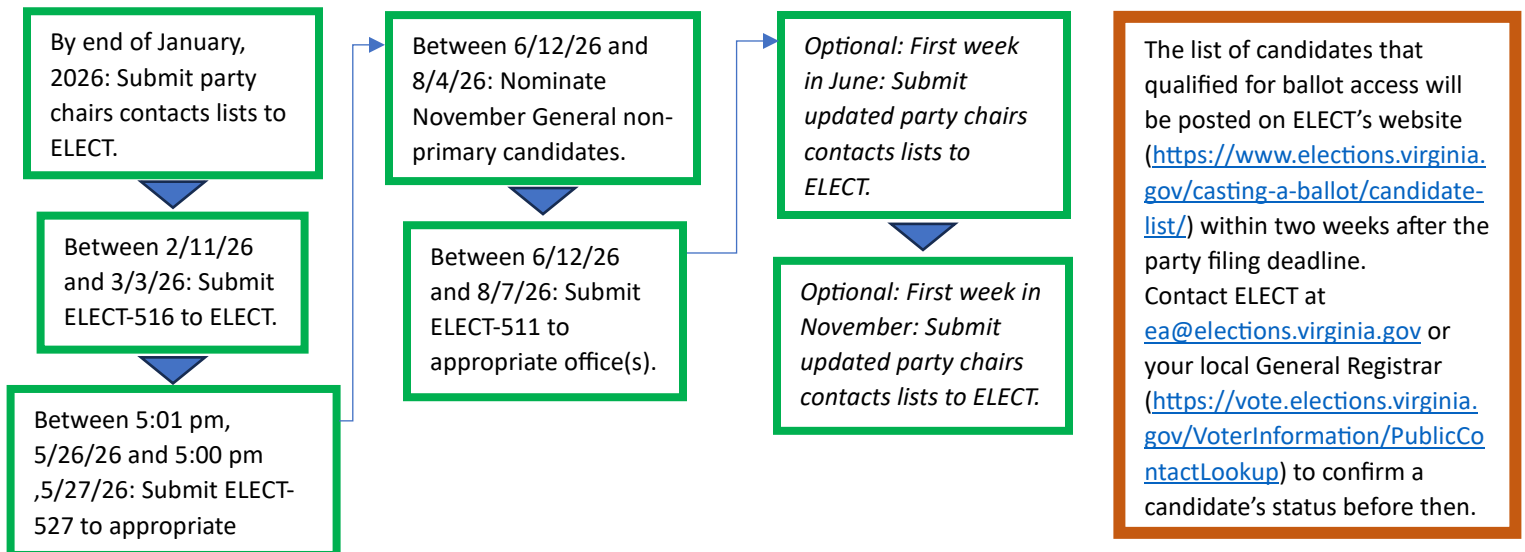 By end of January,
2026: Submit party
chairs contacts lists to
ELECT.
Between 2/11/26
and 3/3/26: Submit
ELECT-516 to ELECT.
Between 5:01 pm,
5/26/26 and 5:00 pm
,5/27/26: Submit ELECT-
527 to appropriate
Between 6/12/26 and
8/4/26: Nominate
November General non-
primary candidates.
Between 6/12/26
and 8/7/26: Submit
ELECT-511 to
appropriate office(s).
Optional: First week
in June: Submit
updated party chairs
contacts lists to
ELECT.
Optional: First week in
November: Submit
updated party chairs
contacts lists to ELECT.
The list of candidates that
qualified for ballot access will
be posted on ELECT’s website
(https://www.elections.virginia.
gov/casting-a-ballot/candidate-
list/) within two weeks after the
party filing deadline.
Contact ELECT at
ea@elections.virginia.gov or
your local General Registrar
(https://vote.elections.virginia.
gov/VoterInformation/PublicCo
ntactLookup) to confirm a
candidate’s status before then.